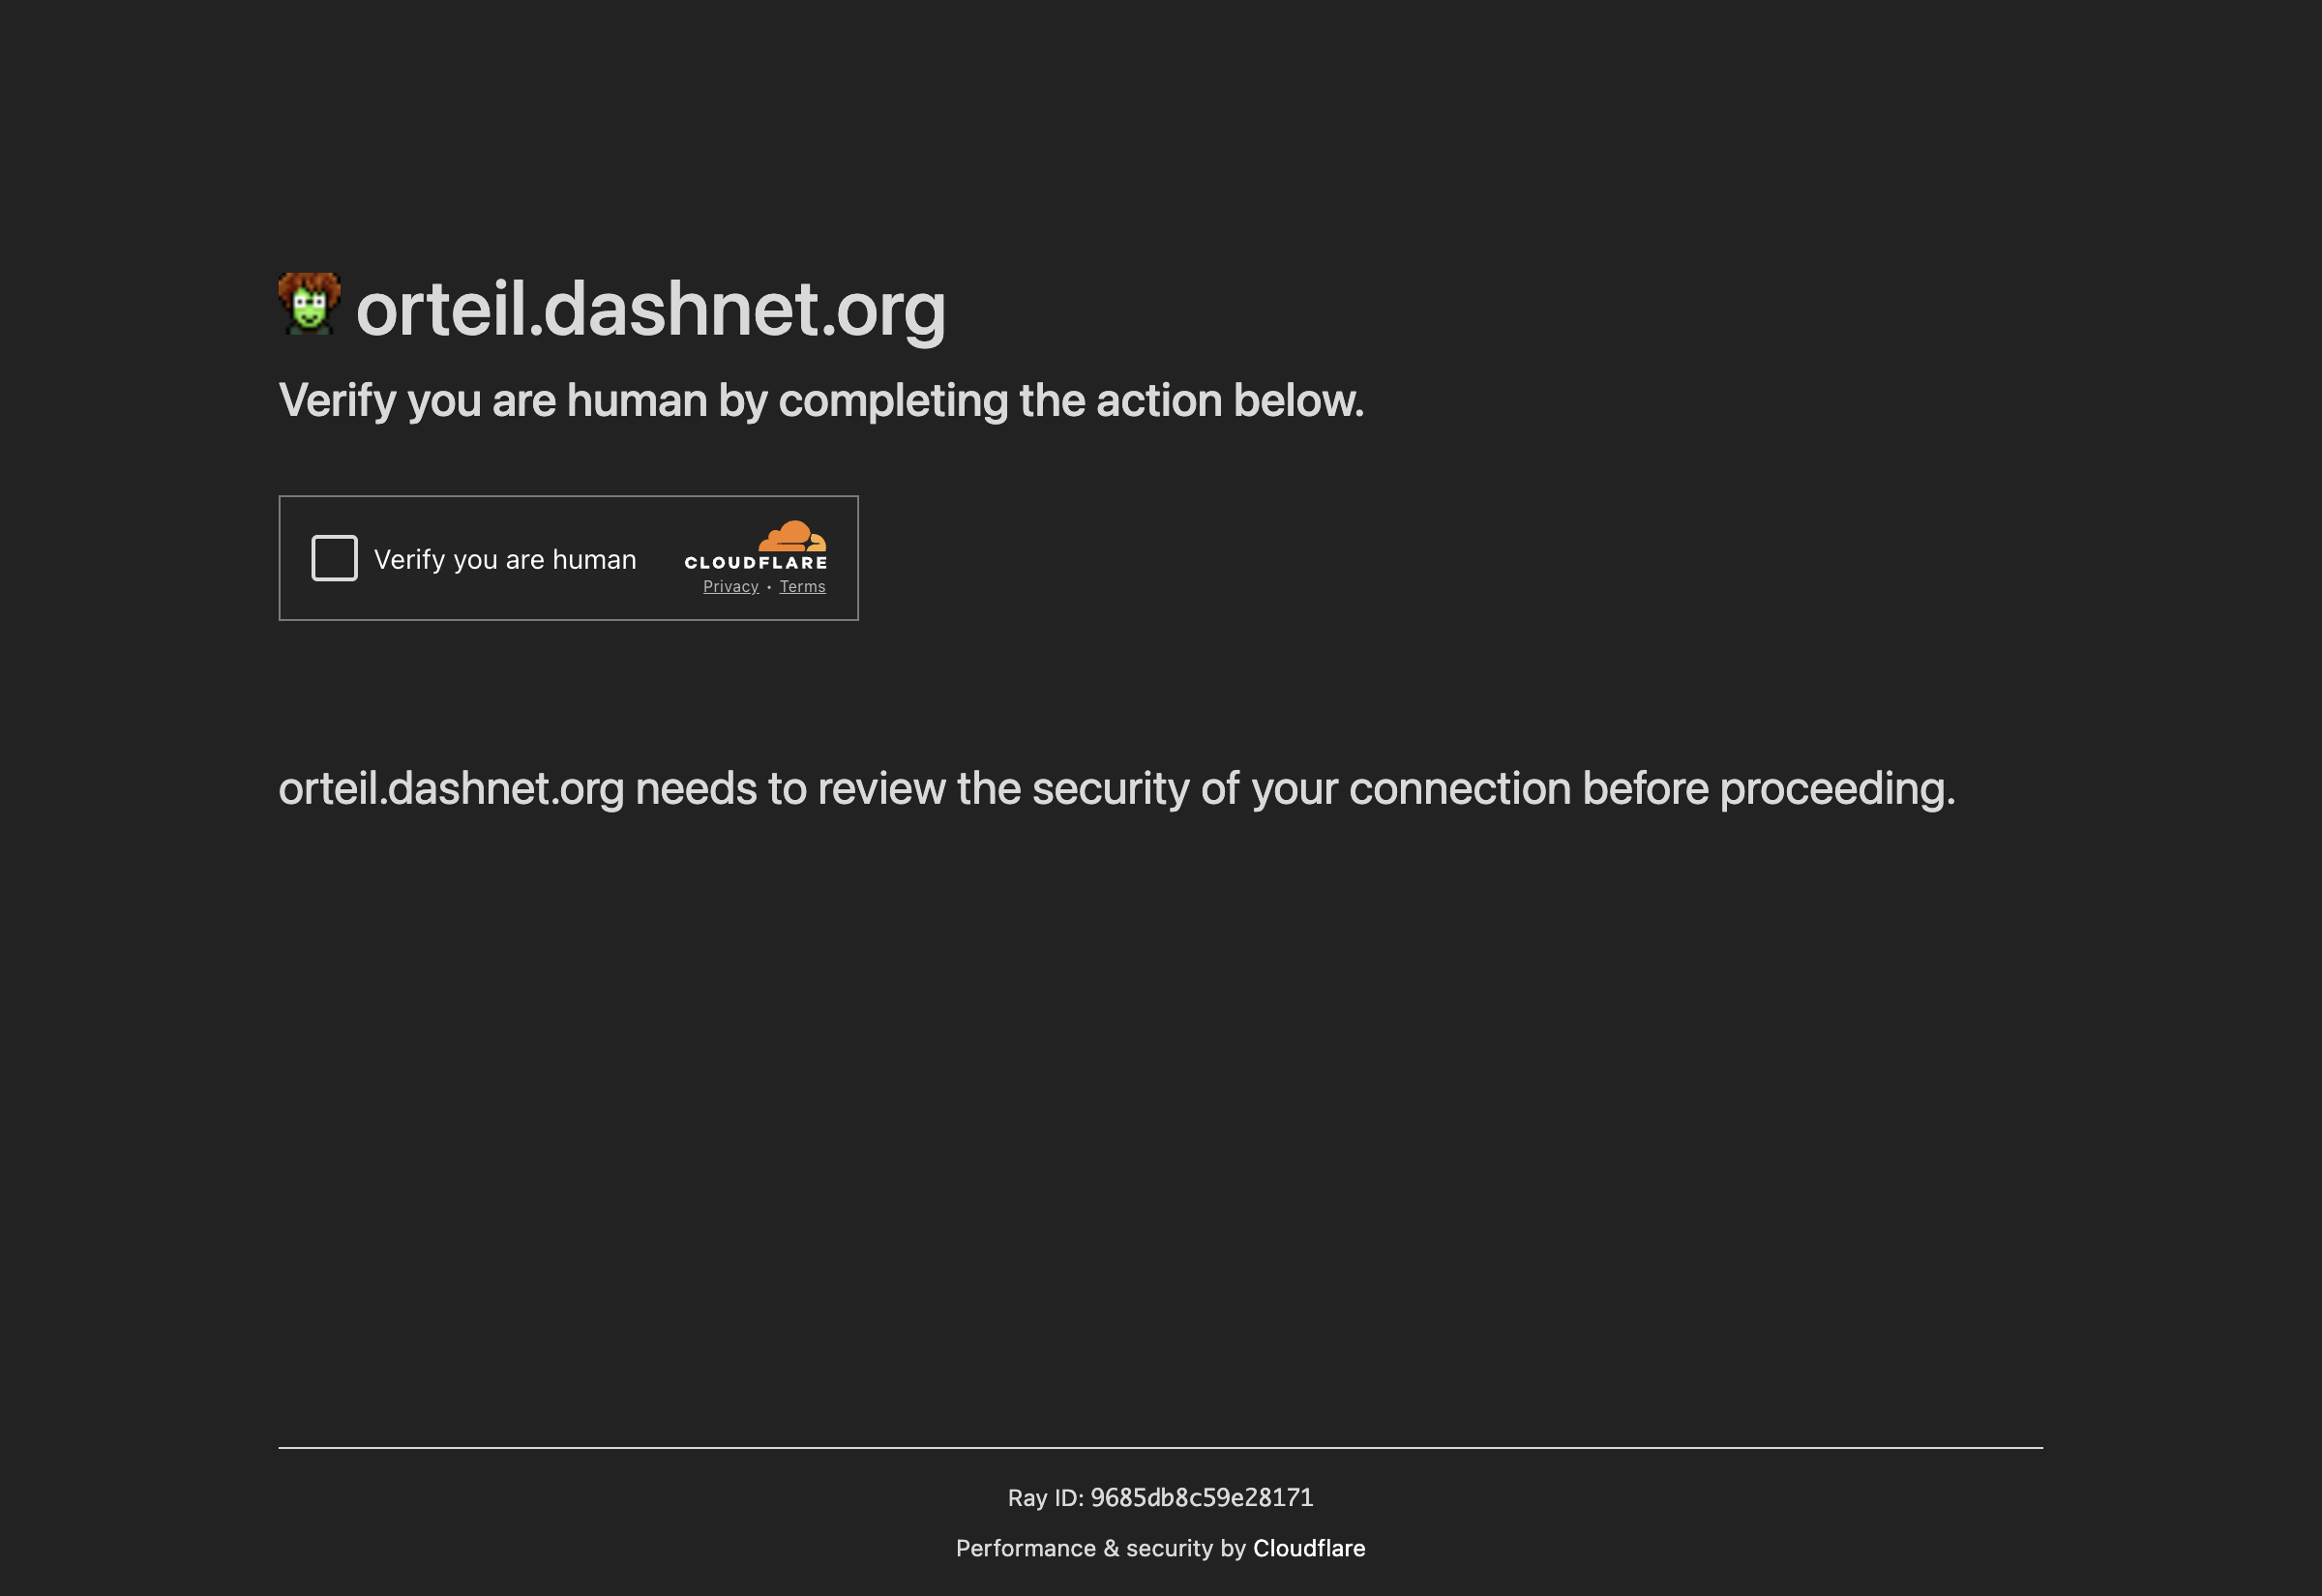 orteil.dashnet.org
Verify you are human by completing the action below.
Verify you are human
CLOUDFLARE
Privacy • Terms
orteil.dashnet.org needs to review the security of your connection before proceeding.
Ray ID: 9685db8c59e28171
Performance & security by Cloudflare